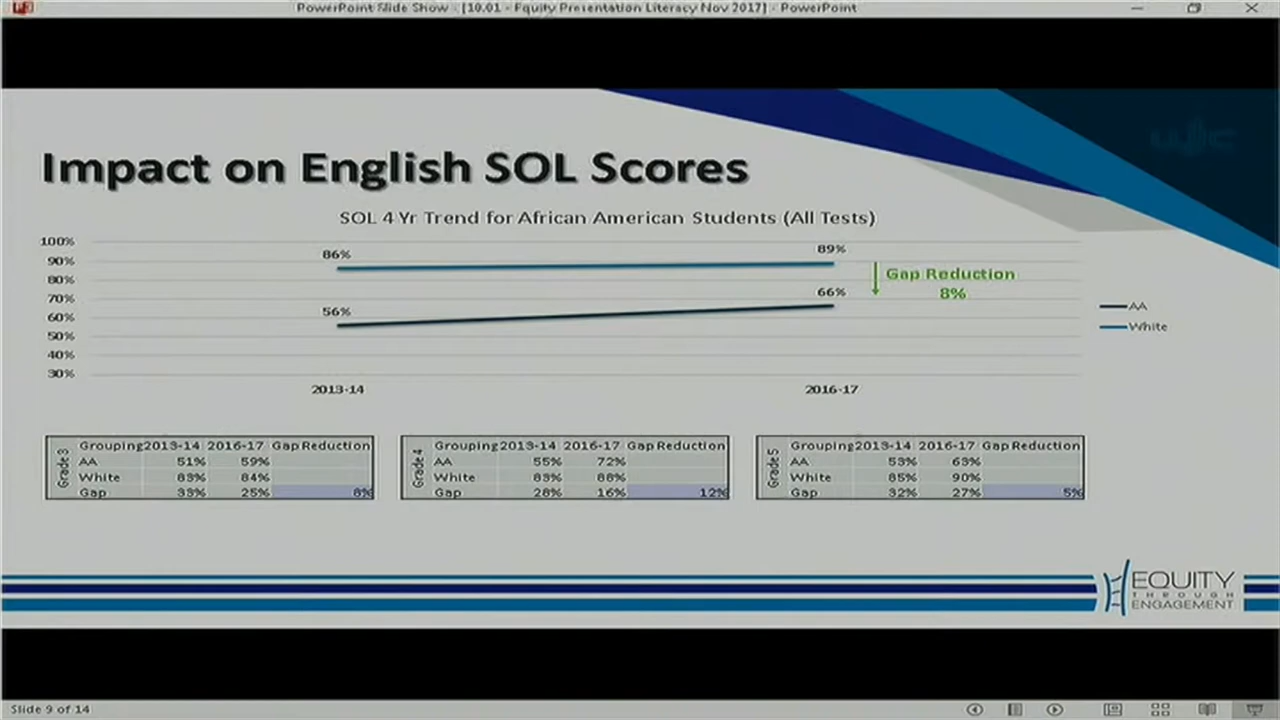 PowerPoint Slide Show - [10.01 - Equity Presentation Literacy Nov 2017] - PowerPoint
Impact on English SOL Scores
SOL 4 Yr Trend for African American Students (All Tests)
100%
90%
80%
70%
60%
50%
40%
30%
86%
89%
56%
66%
Gap Reduction
8%
AA
White
2013-14
2016-17
Grade 3
Grouping 2013-14 2016-17 Gap Reduction
AA 51% 59%
White 83% 84%
Gap 33% 25% 8%
Grade 4
Grouping 2013-14 2016-17 Gap Reduction
AA 55% 72%
White 83% 88%
Gap 28% 16% 12%
Grade 5
Grouping 2013-14 2016-17 Gap Reduction
AA 53% 63%
White 85% 90%
Gap 32% 27% 5%
EQUITY
THROUGH
ENGAGEMENT
Slide 9 of 14